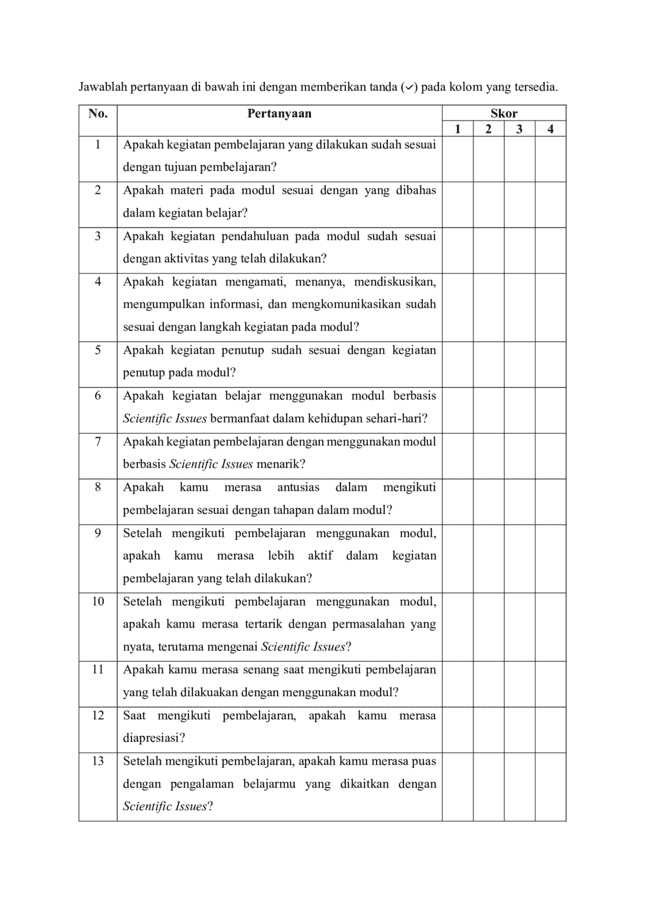 Jawablah pertanyaan di bawah ini dengan memberikan tanda (✓) pada kolom yang tersedia.
No. Pertanyaan Skor
1 2 3 4
1 Apakah kegiatan pembelajaran yang dilakukan sudah sesuai
dengan tujuan pembelajaran?
2 Apakah materi pada modul sesuai dengan yang dibahas
dalam kegiatan belajar?
3 Apakah kegiatan pendahuluan pada modul sudah sesuai
dengan aktivitas yang telah dilakukan?
4 Apakah kegiatan mengamati, menanya, mendiskusikan,
mengumpulkan informasi, dan mengkomunikasikan sudah
sesuai dengan langkah kegiatan pada modul?
5 Apakah kegiatan penutup sudah sesuai dengan kegiatan
penutup pada modul?
6 Apakah kegiatan belajar menggunakan modul berbasis
Scientific Issues bermanfaat dalam kehidupan sehari-hari?
7 Apakah kegiatan pembelajaran dengan menggunakan modul
berbasis Scientific Issues menarik?
8 Apakah kamu merasa antusias dalam mengikuti
pembelajaran sesuai dengan tahapan dalam modul?
9 Setelah mengikuti pembelajaran menggunakan modul,
apakah kamu merasa lebih aktif dalam kegiatan
pembelajaran yang telah dilakukan?
10 Setelah mengikuti pembelajaran menggunakan modul,
apakah kamu merasa tertarik dengan permasalahan yang
nyata, terutama mengenai Scientific Issues?
11 Apakah kamu merasa senang saat mengikuti pembelajaran
yang telah dilakuakan dengan menggunakan modul?
12 Saat mengikuti pembelajaran, apakah kamu merasa
diapresiasi?
13 Setelah mengikuti pembelajaran, apakah kamu merasa puas
dengan pengalaman belajarmu yang dikaitkan dengan
Scientific Issues?